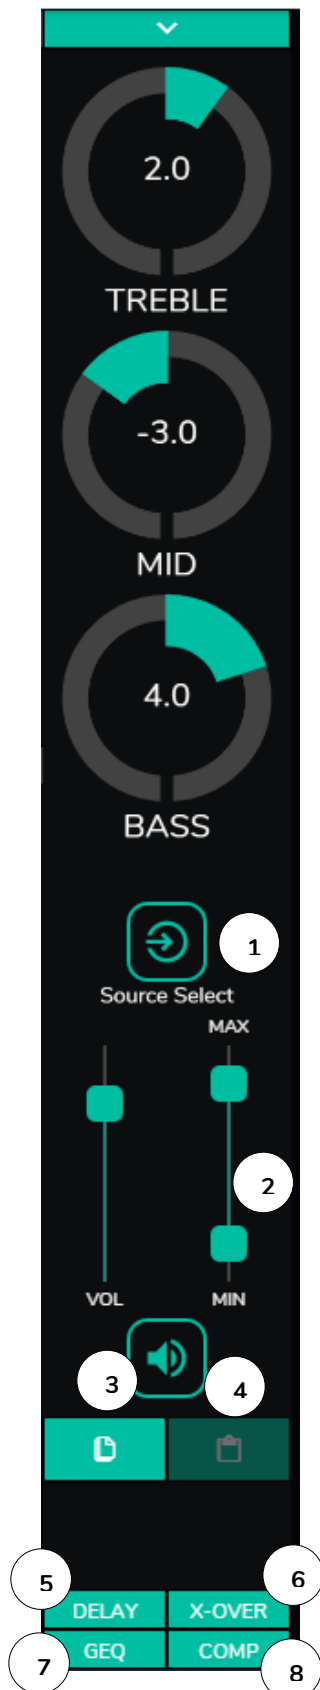 2.0
TREBLE
-3.0
MID
4.0
BASS
1
Source Select
MAX
2
VOL MIN
3 4
5 6
DELAY X-OVER
GEQ COMP
7 8